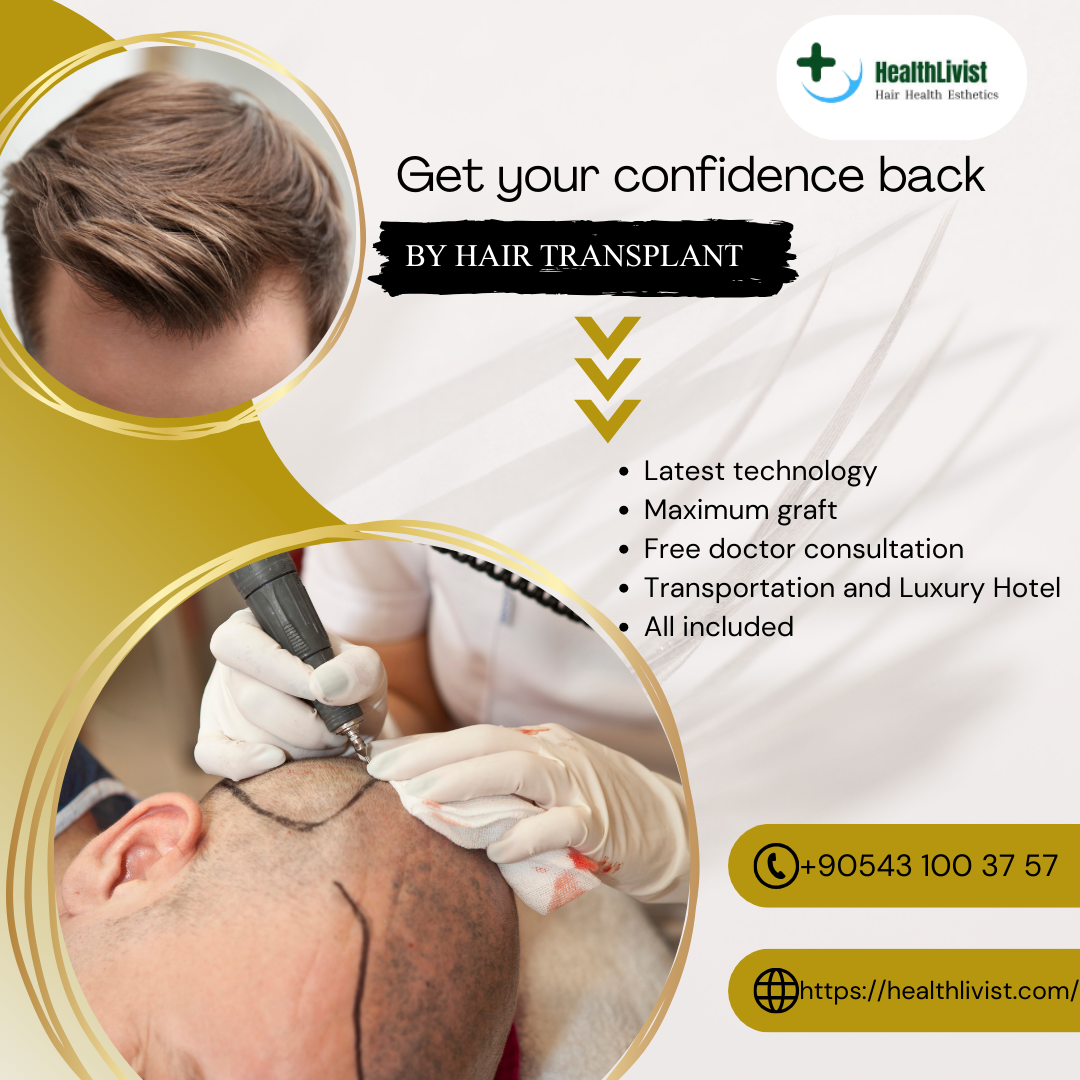 HealthLivist
Hair Health Esthetics
Get your confidence back
BY HAIR TRANSPLANT
Latest technology
Maximum graft
Free doctor consultation
Transportation and Luxury Hotel
All included
+90543 100 37 57
https://healthlivist.com/